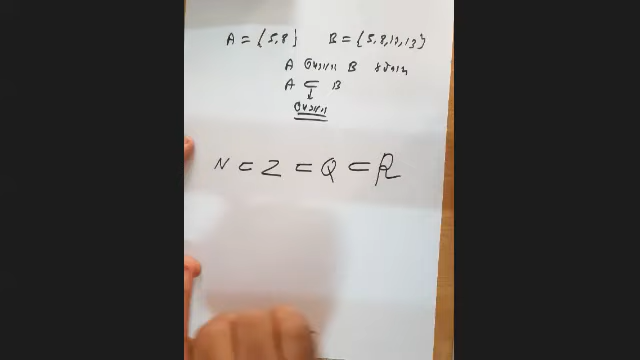 A = {5,8} B = {5,8,12,13}
A B
A ⊂ B
↓
N ⊂ Z ⊂ Q ⊂ R